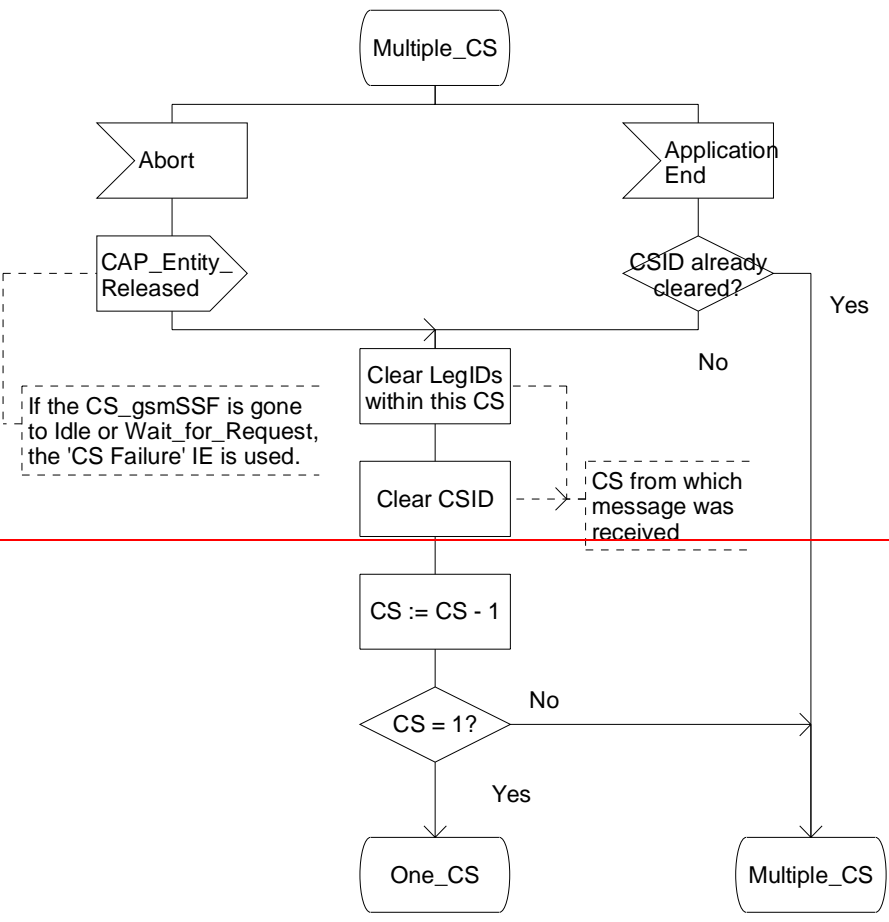 Multiple_CS
Abort
Application
End
CAP_Entity_
Released
CSID already
cleared?
Yes
No
Clear LegIDs
within this CS
If the CS_gsmSSF is gone
to Idle or Wait_for_Request,
the 'CS Failure' IE is used.
Clear CSID
CS from which
message was
received
CS := CS - 1
CS = 1?
No
Yes
One_CS
Multiple_CS